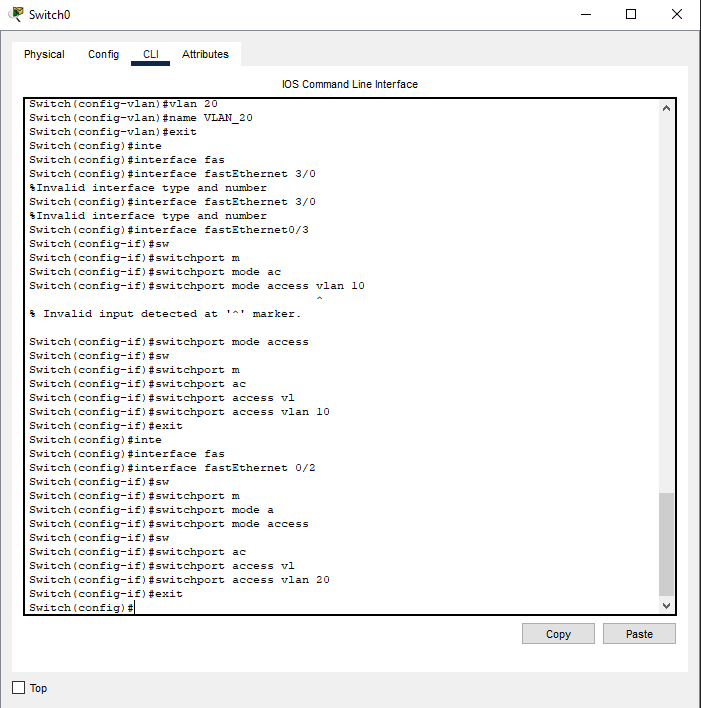 Switch0
Physical Config CLI Attributes
IOS Command Line Interface
Switch(config-vlan)#vlan 20
Switch(config-vlan)#name VLAN_20
Switch(config-vlan)#exit
Switch(config)#inte
Switch(config)#interface fas
Switch(config)#interface fastEthernet 3/0
%Invalid interface type and number
Switch(config)#interface fastEthernet 3/0
%Invalid interface type and number
Switch(config)#interface fastEthernet0/3
Switch(config-if)#sw
Switch(config-if)#switchport m
Switch(config-if)#switchport mode ac
Switch(config-if)#switchport mode access vlan 10
^
% Invalid input detected at '^' marker.
Switch(config-if)#switchport mode access
Switch(config-if)#sw
Switch(config-if)#switchport m
Switch(config-if)#switchport ac
Switch(config-if)#switchport access vl
Switch(config-if)#switchport access vlan 10
Switch(config-if)#exit
Switch(config)#inte
Switch(config)#interface fas
Switch(config)#interface fastEthernet 0/2
Switch(config-if)#sw
Switch(config-if)#switchport m
Switch(config-if)#switchport mode a
Switch(config-if)#switchport mode access
Switch(config-if)#sw
Switch(config-if)#switchport ac
Switch(config-if)#switchport access vl
Switch(config-if)#switchport access vlan 20
Switch(config-if)#exit
Switch(config)#
Copy Paste
Top